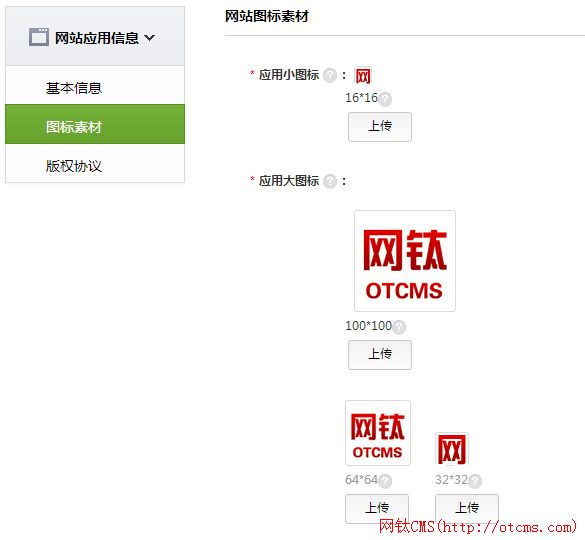 网站应用信息
基本信息
图标素材
版权协议
网站图标素材
* 应用小图标 ? : 网
16*16?
上传
* 应用大图标 ? :
网钛
OTCMS
100*100?
上传
网钛
OTCMS
网
64*64? 32*32?
上传 上传
网钛CMS(http://otcms.com)